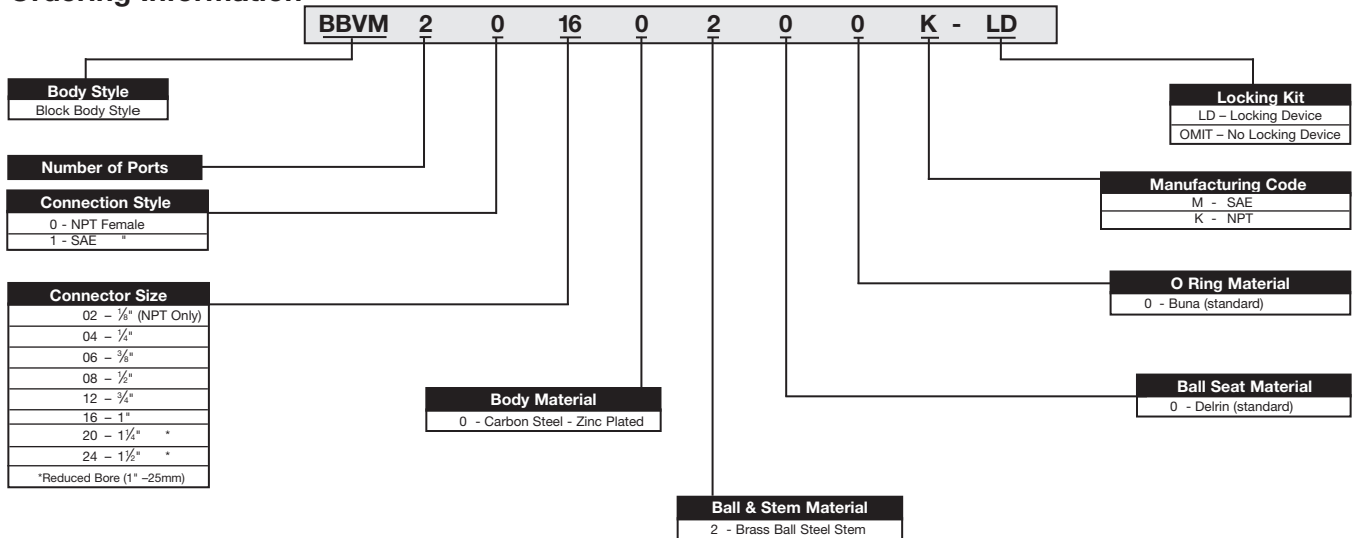 Ordering Information
BBVM 2 0 16 0 2 0 0 K - LD
Body Style
Block Body Style
Number of Ports
Connection Style
0 - NPT Female
1 - SAE "
Connector Size
02 – 1/8" (NPT Only)
04 – 1/4"
06 – 3/8"
08 – 1/2"
12 – 3/4"
16 – 1"
20 – 1 1/4" *
24 – 1 1/2" *
*Reduced Bore (1" –25mm)
Body Material
0 - Carbon Steel - Zinc Plated
Ball & Stem Material
2 - Brass Ball Steel Stem
Locking Kit
LD – Locking Device
OMIT – No Locking Device
Manufacturing Code
M - SAE
K - NPT
O Ring Material
0 - Buna (standard)
Ball Seat Material
0 - Delrin (standard)